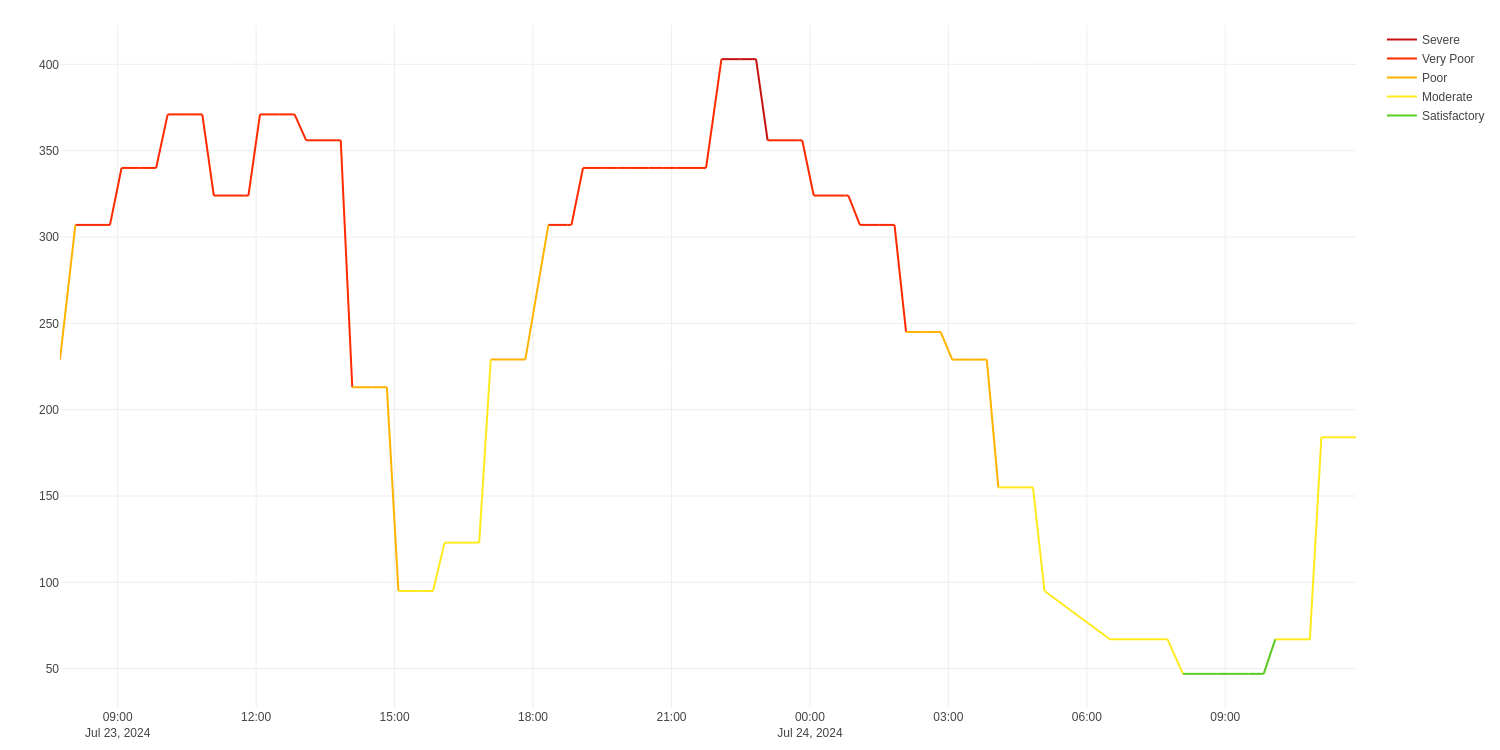 400
350
300
250
200
150
100
50
09:00
12:00
15:00
18:00
21:00
00:00
03:00
06:00
09:00
Jul 23, 2024
Jul 24, 2024
Severe
Very Poor
Poor
Moderate
Satisfactory